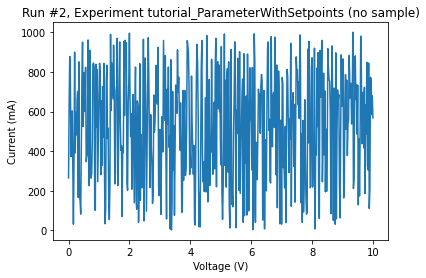 Run #2, Experiment tutorial_ParameterWithSetpoints (no sample)
1000
800
600
400
200
0
Current (mA)
0 2 4 6 8 10
Voltage (V)